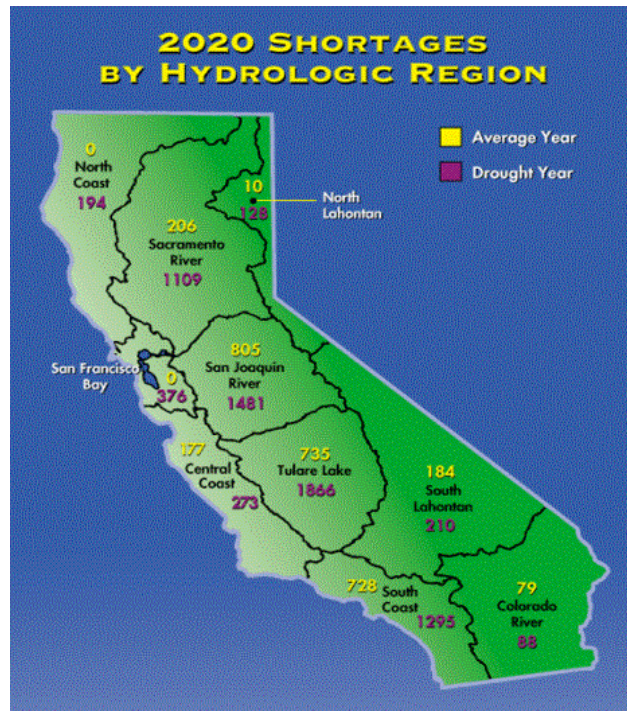 2020 SHORTAGES
BY HYDROLOGIC REGION
Average Year
Drought Year
0
North
Coast
194
10
128
North
Lahontan
206
Sacramento
River
1109
San Francisco
Bay
0
376
805
San Joaquin
River
1481
177
Central
Coast
273
735
Tulare Lake
1866
184
South
Lahontan
210
728
South
Coast
1295
79
Colorado
River
88